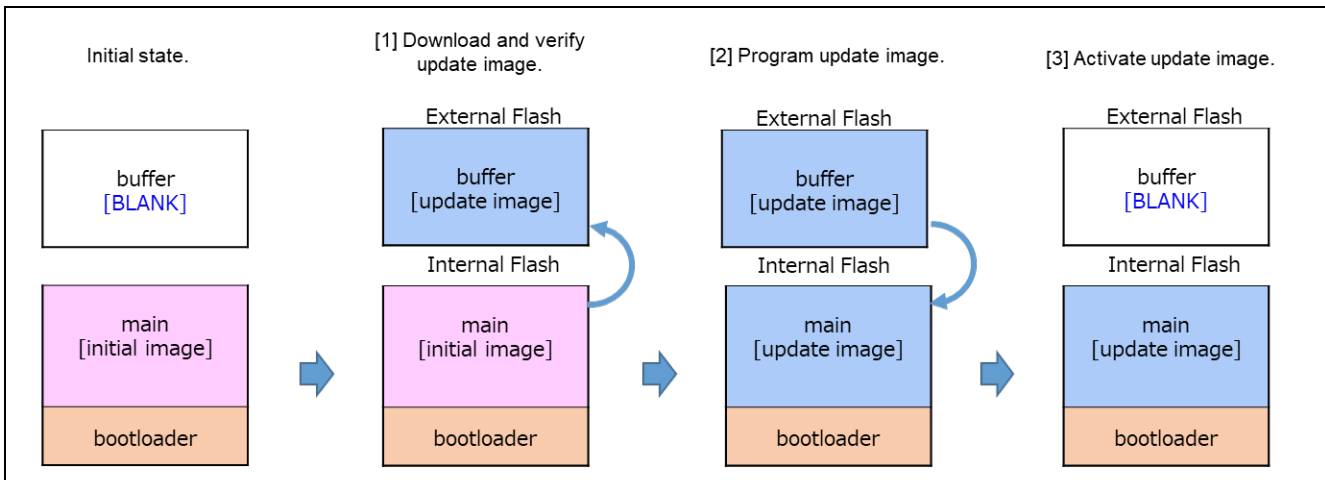 Initial state.
buffer
[BLANK]
main
[initial image]
bootloader
[1] Download and verify
update image.
External Flash
buffer
[update image]
Internal Flash
main
[initial image]
bootloader
[2] Program update image.
External Flash
buffer
[update image]
Internal Flash
main
[update image]
bootloader
[3] Activate update image.
External Flash
buffer
[BLANK]
Internal Flash
main
[update image]
bootloader